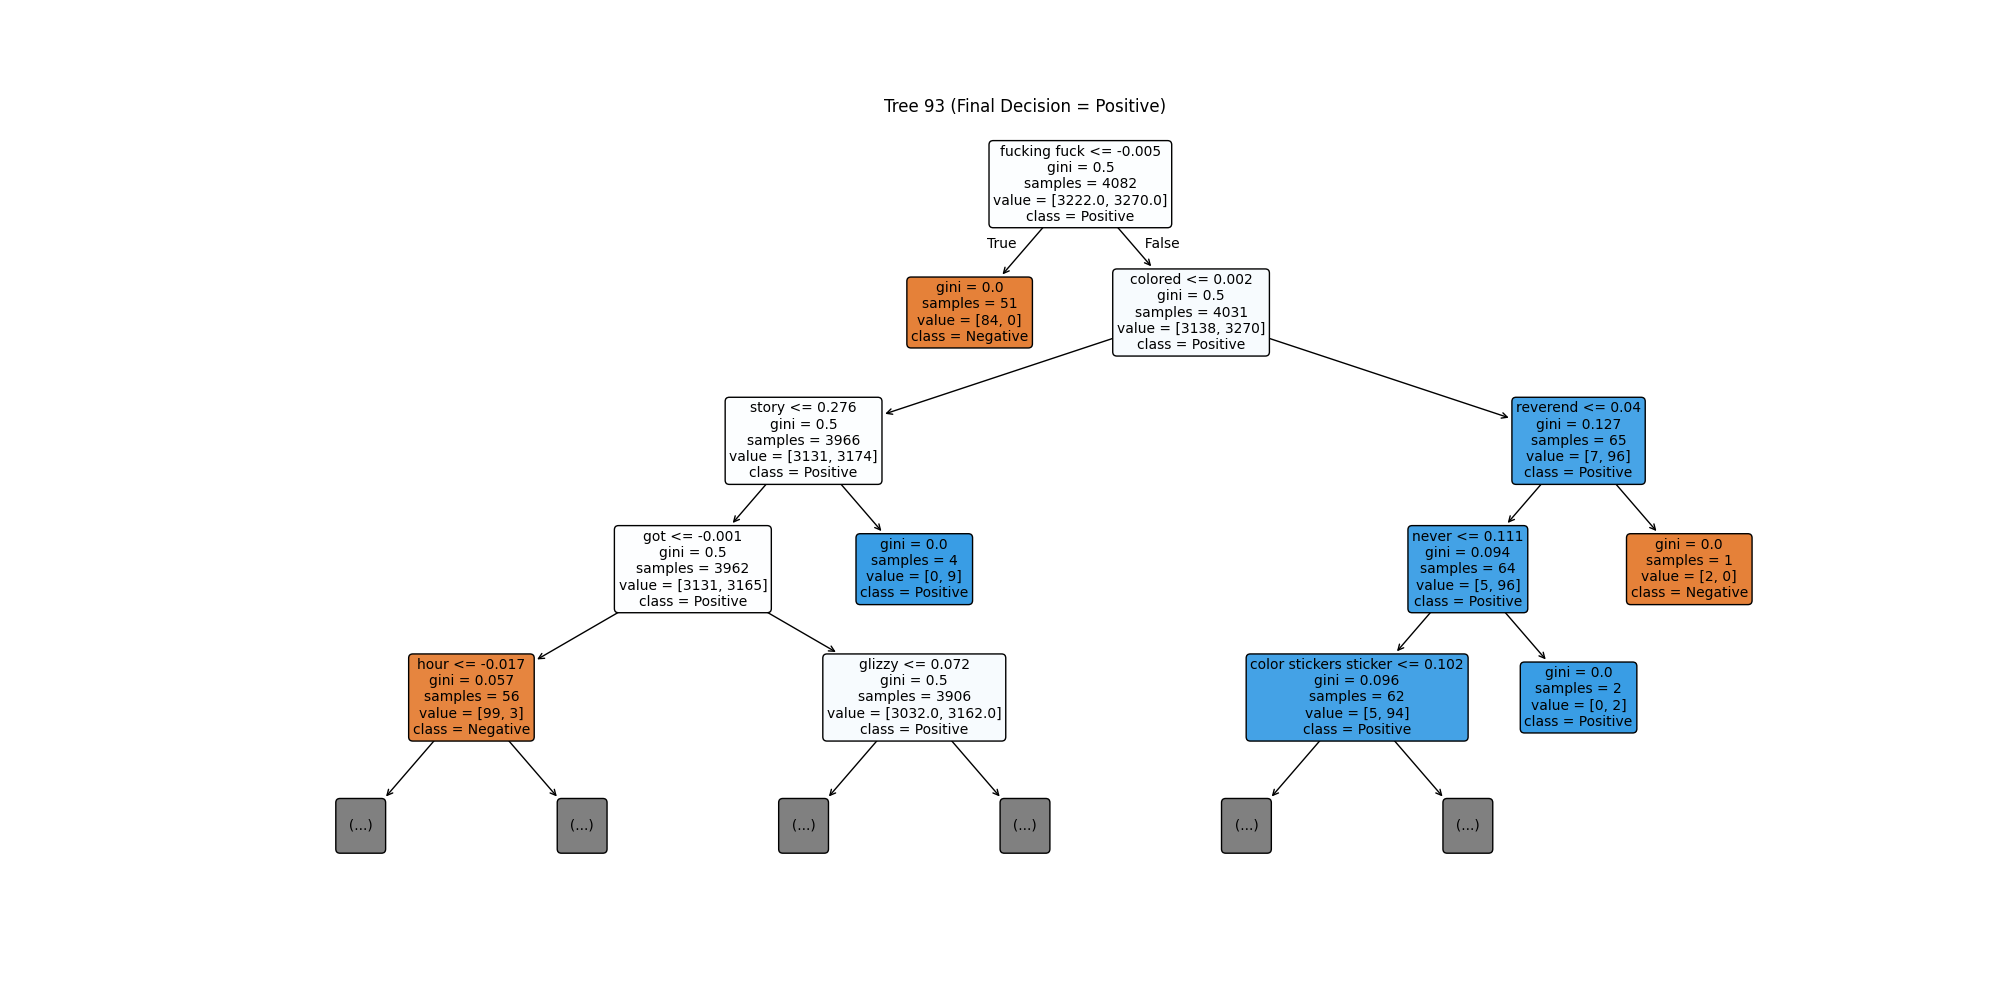 Tree 93 (Final Decision = Positive)
fucking fuck <= -0.005
gini = 0.5
samples = 4082
value = [3222.0, 3270.0]
class = Positive
True
False
gini = 0.0
samples = 51
value = [84, 0]
class = Negative
colored <= 0.002
gini = 0.5
samples = 4031
value = [3138, 3270]
class = Positive
story <= 0.276
gini = 0.5
samples = 3966
value = [3131, 3174]
class = Positive
reverend <= 0.04
gini = 0.127
samples = 65
value = [7, 96]
class = Positive
got <= -0.001
gini = 0.5
samples = 3962
value = [3131, 3165]
class = Positive
gini = 0.0
samples = 4
value = [0, 9]
class = Positive
never <= 0.111
gini = 0.094
samples = 64
value = [5, 96]
class = Positive
gini = 0.0
samples = 1
value = [2, 0]
class = Negative
hour <= -0.017
gini = 0.057
samples = 56
value = [99, 3]
class = Negative
glizzy <= 0.072
gini = 0.5
samples = 3906
value = [3032.0, 3162.0]
class = Positive
color stickers sticker <= 0.102
gini = 0.096
samples = 62
value = [5, 94]
class = Positive
gini = 0.0
samples = 2
value = [0, 2]
class = Positive
(...)
(...)
(...)
(...)
(...)
(...)